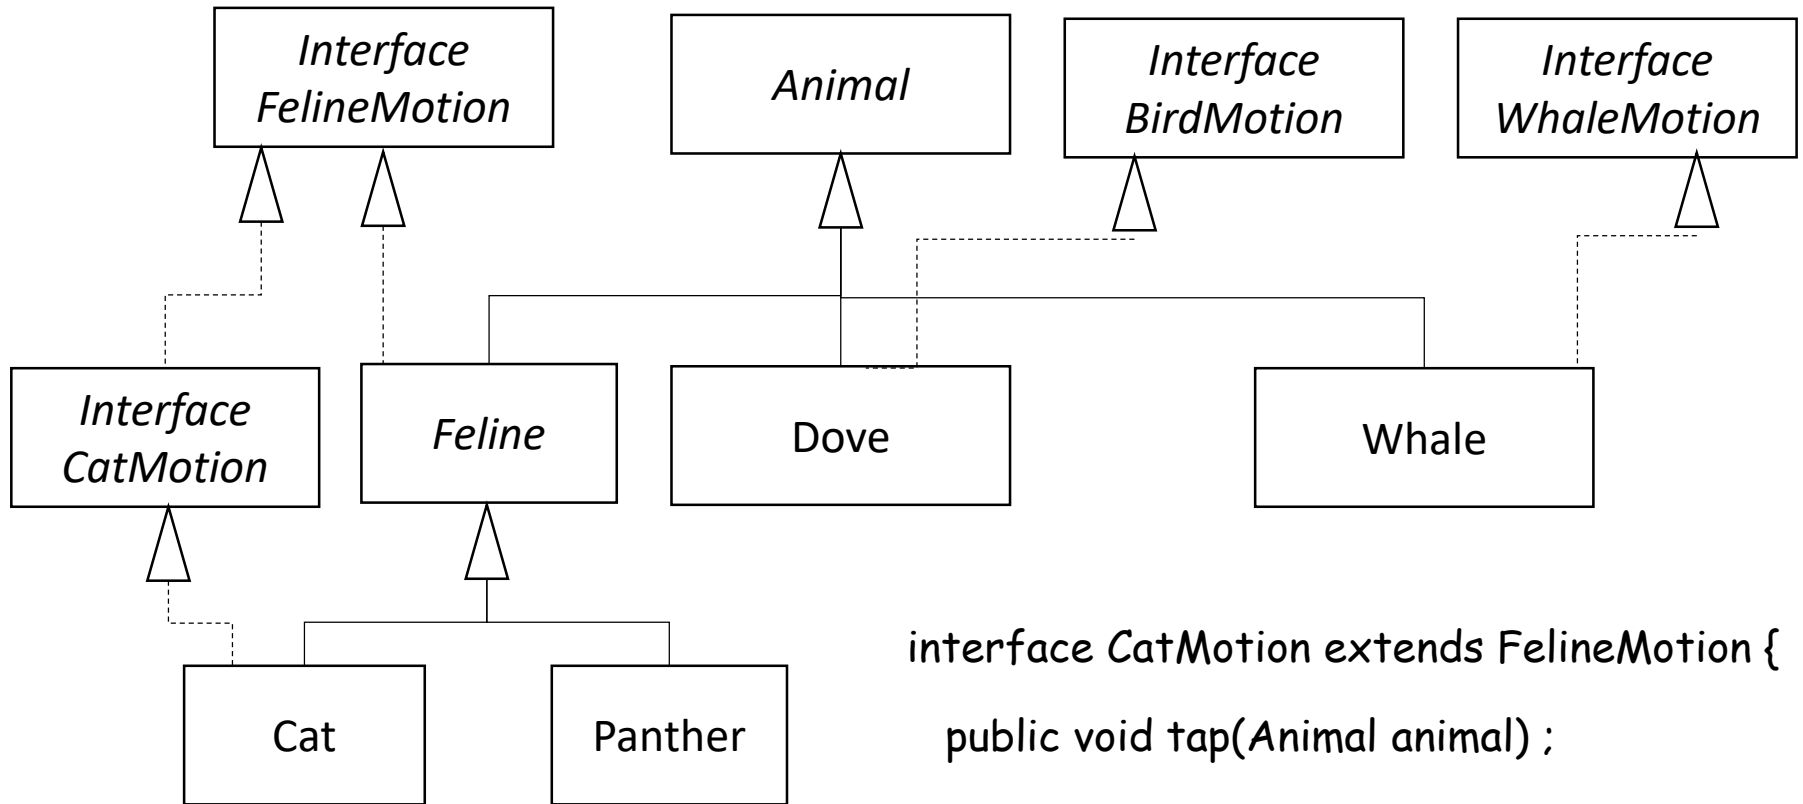 Interface
FelineMotion
Animal
Interface
BirdMotion
Interface
WhaleMotion
Interface
CatMotion
Feline
Dove
Whale
Cat
Panther
interface CatMotion extends FelineMotion {
public void tap(Animal animal) ;